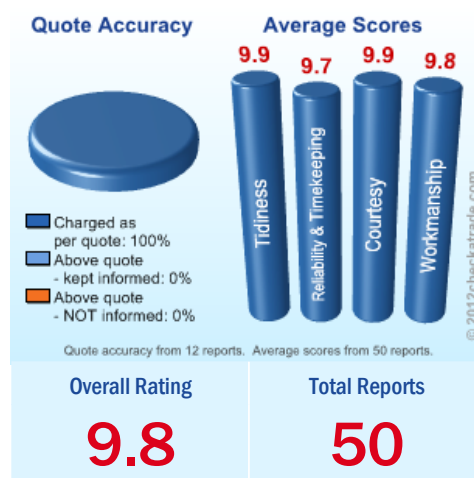 Quote Accuracy
Average Scores
9.9
9.7
9.9
9.8
Tidiness
Reliability & Timekeeping
Courtesy
Workmanship
Charged as
per quote: 100%
Above quote
- kept informed: 0%
Above quote
- NOT informed: 0%
© 2012checkatrade.com
Quote accuracy from 12 reports. Average scores from 50 reports.
Overall Rating
Total Reports
9.8
50